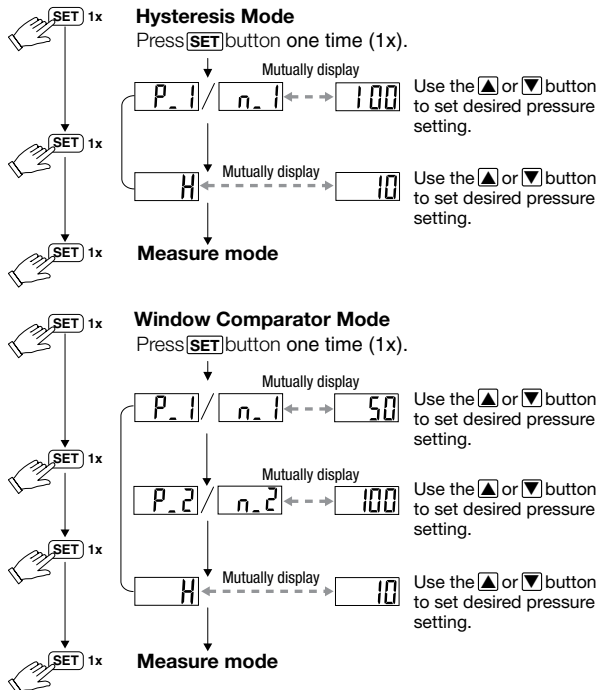 SET 1x
Hysteresis Mode
Press SET button one time (1x).
Mutually display
P_1 / n_1
100
Use the ▲ or ▼ button
to set desired pressure
setting.
SET 1x
Mutually display
H
10
Use the ▲ or ▼ button
to set desired pressure
setting.
SET 1x
Measure mode
SET 1x
Window Comparator Mode
Press SET button one time (1x).
Mutually display
P_1 / n_1
50
Use the ▲ or ▼ button
to set desired pressure
setting.
SET 1x
Mutually display
P_2 / n_2
100
Use the ▲ or ▼ button
to set desired pressure
setting.
SET 1x
Mutually display
H
10
Use the ▲ or ▼ button
to set desired pressure
setting.
SET 1x
Measure mode